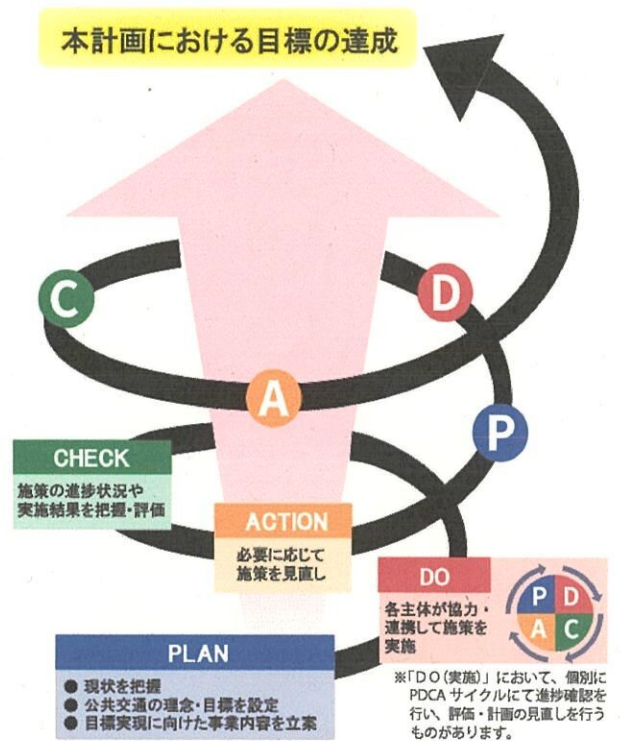 本計画における目標の達成
C
D
A
P
CHECK
施策の進捗状況や
実施結果を把握・評価
ACTION
必要に応じて
施策を見直し
DO
各主体が協力・
連携して施策を
実施
P D
A C
※「DO(実施)」において、個別に
PDCAサイクルにて進捗確認を
行い、評価・計画の見直しを行う
ものがあります。
PLAN
● 現状を把握
● 公共交通の理念・目標を設定
● 目標実現に向けた事業内容を立案